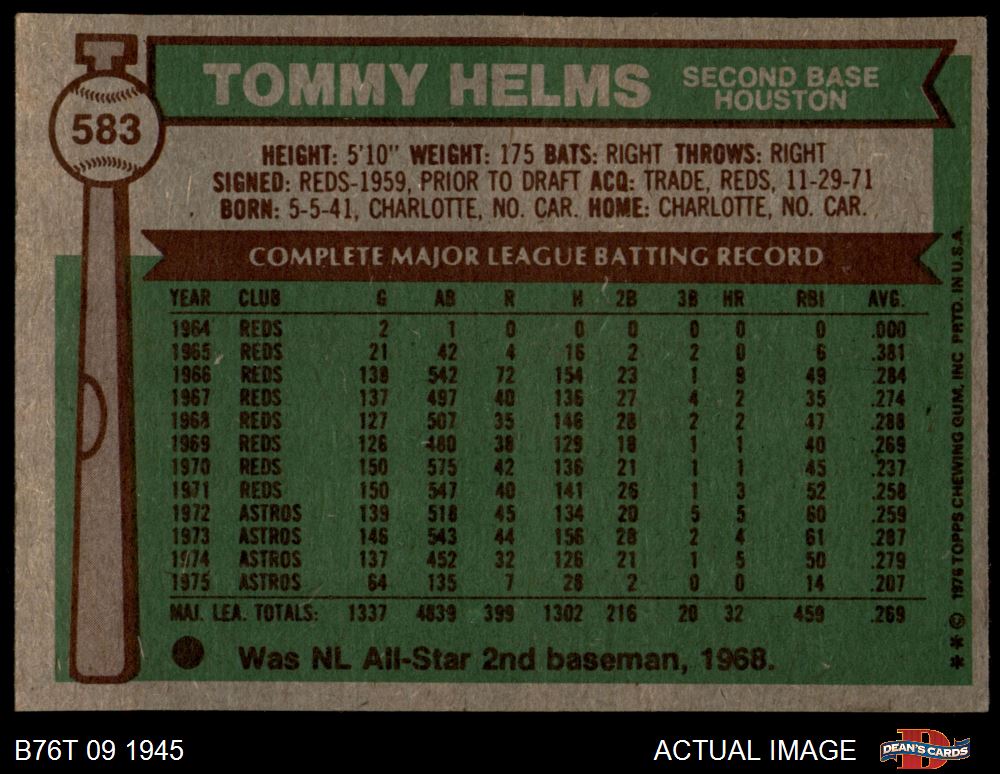 583
TOMMY HELMS SECOND BASE HOUSTON
HEIGHT: 5'10" WEIGHT: 175 BATS: RIGHT THROWS: RIGHT
SIGNED: REDS-1959, PRIOR TO DRAFT ACQ: TRADE, REDS, 11-29-71
BORN: 5-5-41, CHARLOTTE, NO. CAR. HOME: CHARLOTTE, NO. CAR.
COMPLETE MAJOR LEAGUE BATTING RECORD
YEAR CLUB G AB R H 2B 3B HR RBI AVG.
1964 REDS 2 1 0 0 0 0 0 0 .000
1965 REDS 21 42 4 16 2 2 0 6 .381
1966 REDS 138 542 72 154 23 1 9 49 .284
1967 REDS 137 497 40 136 27 4 2 35 .274
1968 REDS 127 507 35 146 28 2 2 47 .288
1969 REDS 126 480 38 129 18 1 1 40 .269
1970 REDS 150 575 42 136 21 1 1 45 .237
1971 REDS 150 547 40 141 26 1 3 52 .258
1972 ASTROS 139 518 45 134 20 5 5 60 .259
1973 ASTROS 146 543 44 156 28 2 4 61 .287
1974 ASTROS 137 452 32 126 21 1 5 50 .279
1975 ASTROS 64 135 7 28 2 0 0 14 .207
MAJ. LEA. TOTALS: 1337 4839 399 1302 216 20 32 459 .269
Was NL All-Star 2nd baseman, 1968.
* * © 1976 TOPPS CHEWING GUM, INC. PRTD. IN U.S.A.
B76T 09 1945
ACTUAL IMAGE
DEAN'S CARDS